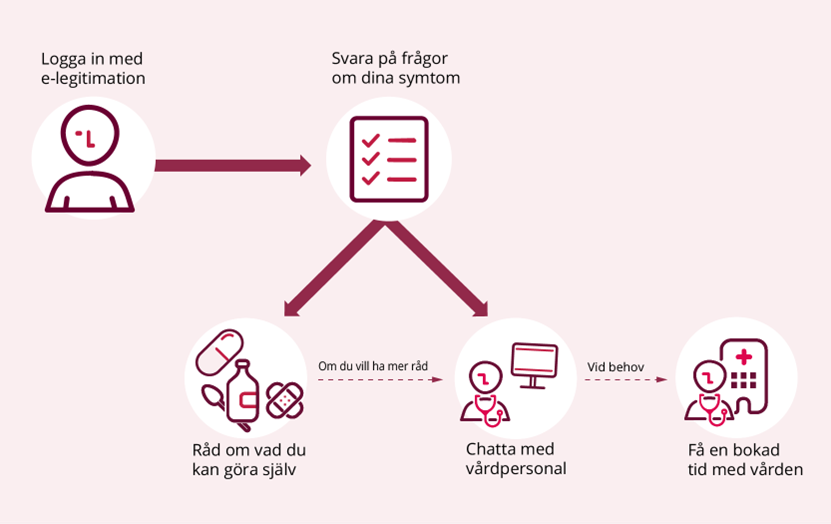 Logga in med
e-legitimation
Svara på frågor
om dina symtom
Om du vill ha mer råd
Vid behov
Råd om vad du
kan göra själv
Chatta med
vårdpersonal
Få en bokad
tid med vården